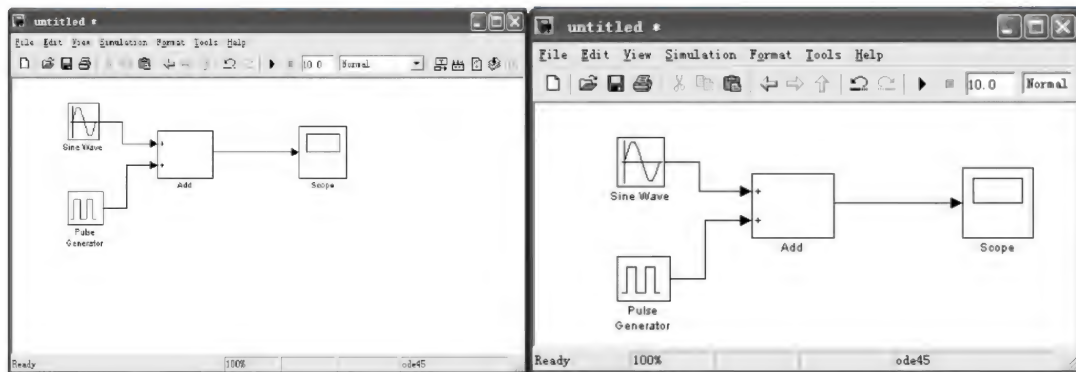 untitled *
File Edit View Simulation Format Tools Help
10.0 Normal
+
+
Sine Wave
Add
Scope
Pulse
Generator
Ready 100% ode45
untitled *
File Edit View Simulation Format Tools Help
10.0 Normal
+
+
Sine Wave
Add
Scope
Pulse
Generator
Ready 100% ode45